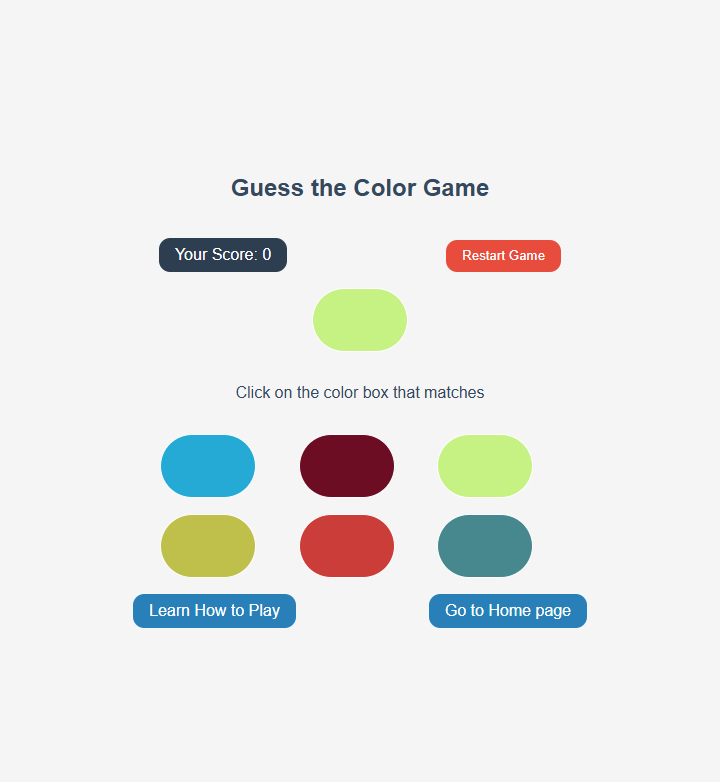 Guess the Color Game
Your Score: 0
Restart Game
Click on the color box that matches
Learn How to Play
Go to Home page